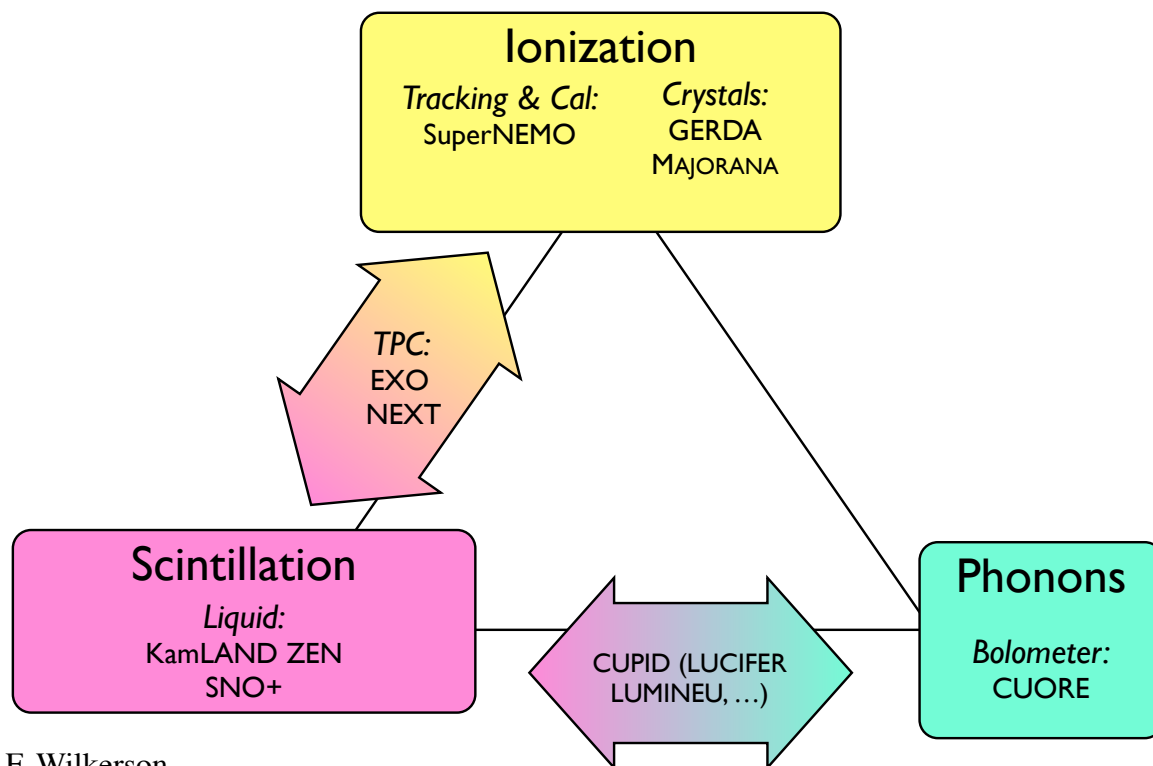 Ionization
Tracking & Cal:
SuperNEMO
Crystals:
GERDA
MAJORANA
TPC:
EXO
NEXT
Scintillation
Liquid:
KamLAND ZEN
SNO+
CUPID (LUCIFER
LUMINEU, …)
Phonons
Bolometer:
CUORE
F. Wilkerson